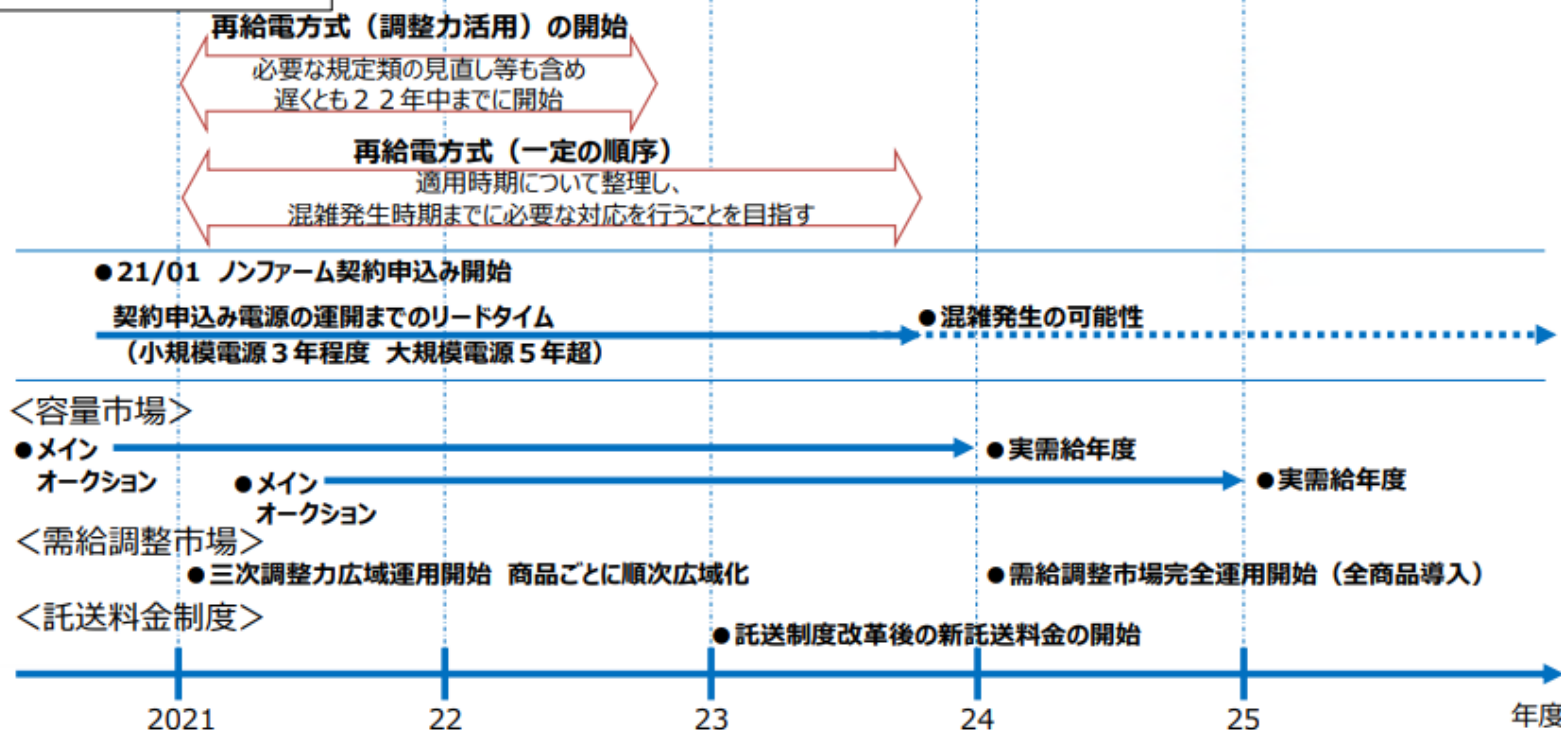 再給電方式（調整力活用）の開始
必要な規定類の見直し等も含め
遅くとも２２年中までに開始
再給電方式（一定の順序）
適用時期について整理し、
混雑発生時期までに必要な対応を行うことを目指す
●21/01 ノンファーム契約申込み開始
契約申込み電源の運開までのリードタイム
（小規模電源３年程度 大規模電源５年超）
●混雑発生の可能性
＜容量市場＞
●メイン
オークション
●実需給年度
●メイン
オークション
●実需給年度
＜需給調整市場＞
●三次調整力広域運用開始 商品ごとに順次広域化
●需給調整市場完全運用開始（全商品導入）
＜託送料金制度＞
●託送制度改革後の新託送料金の開始
2021 22 23 24 25 年度